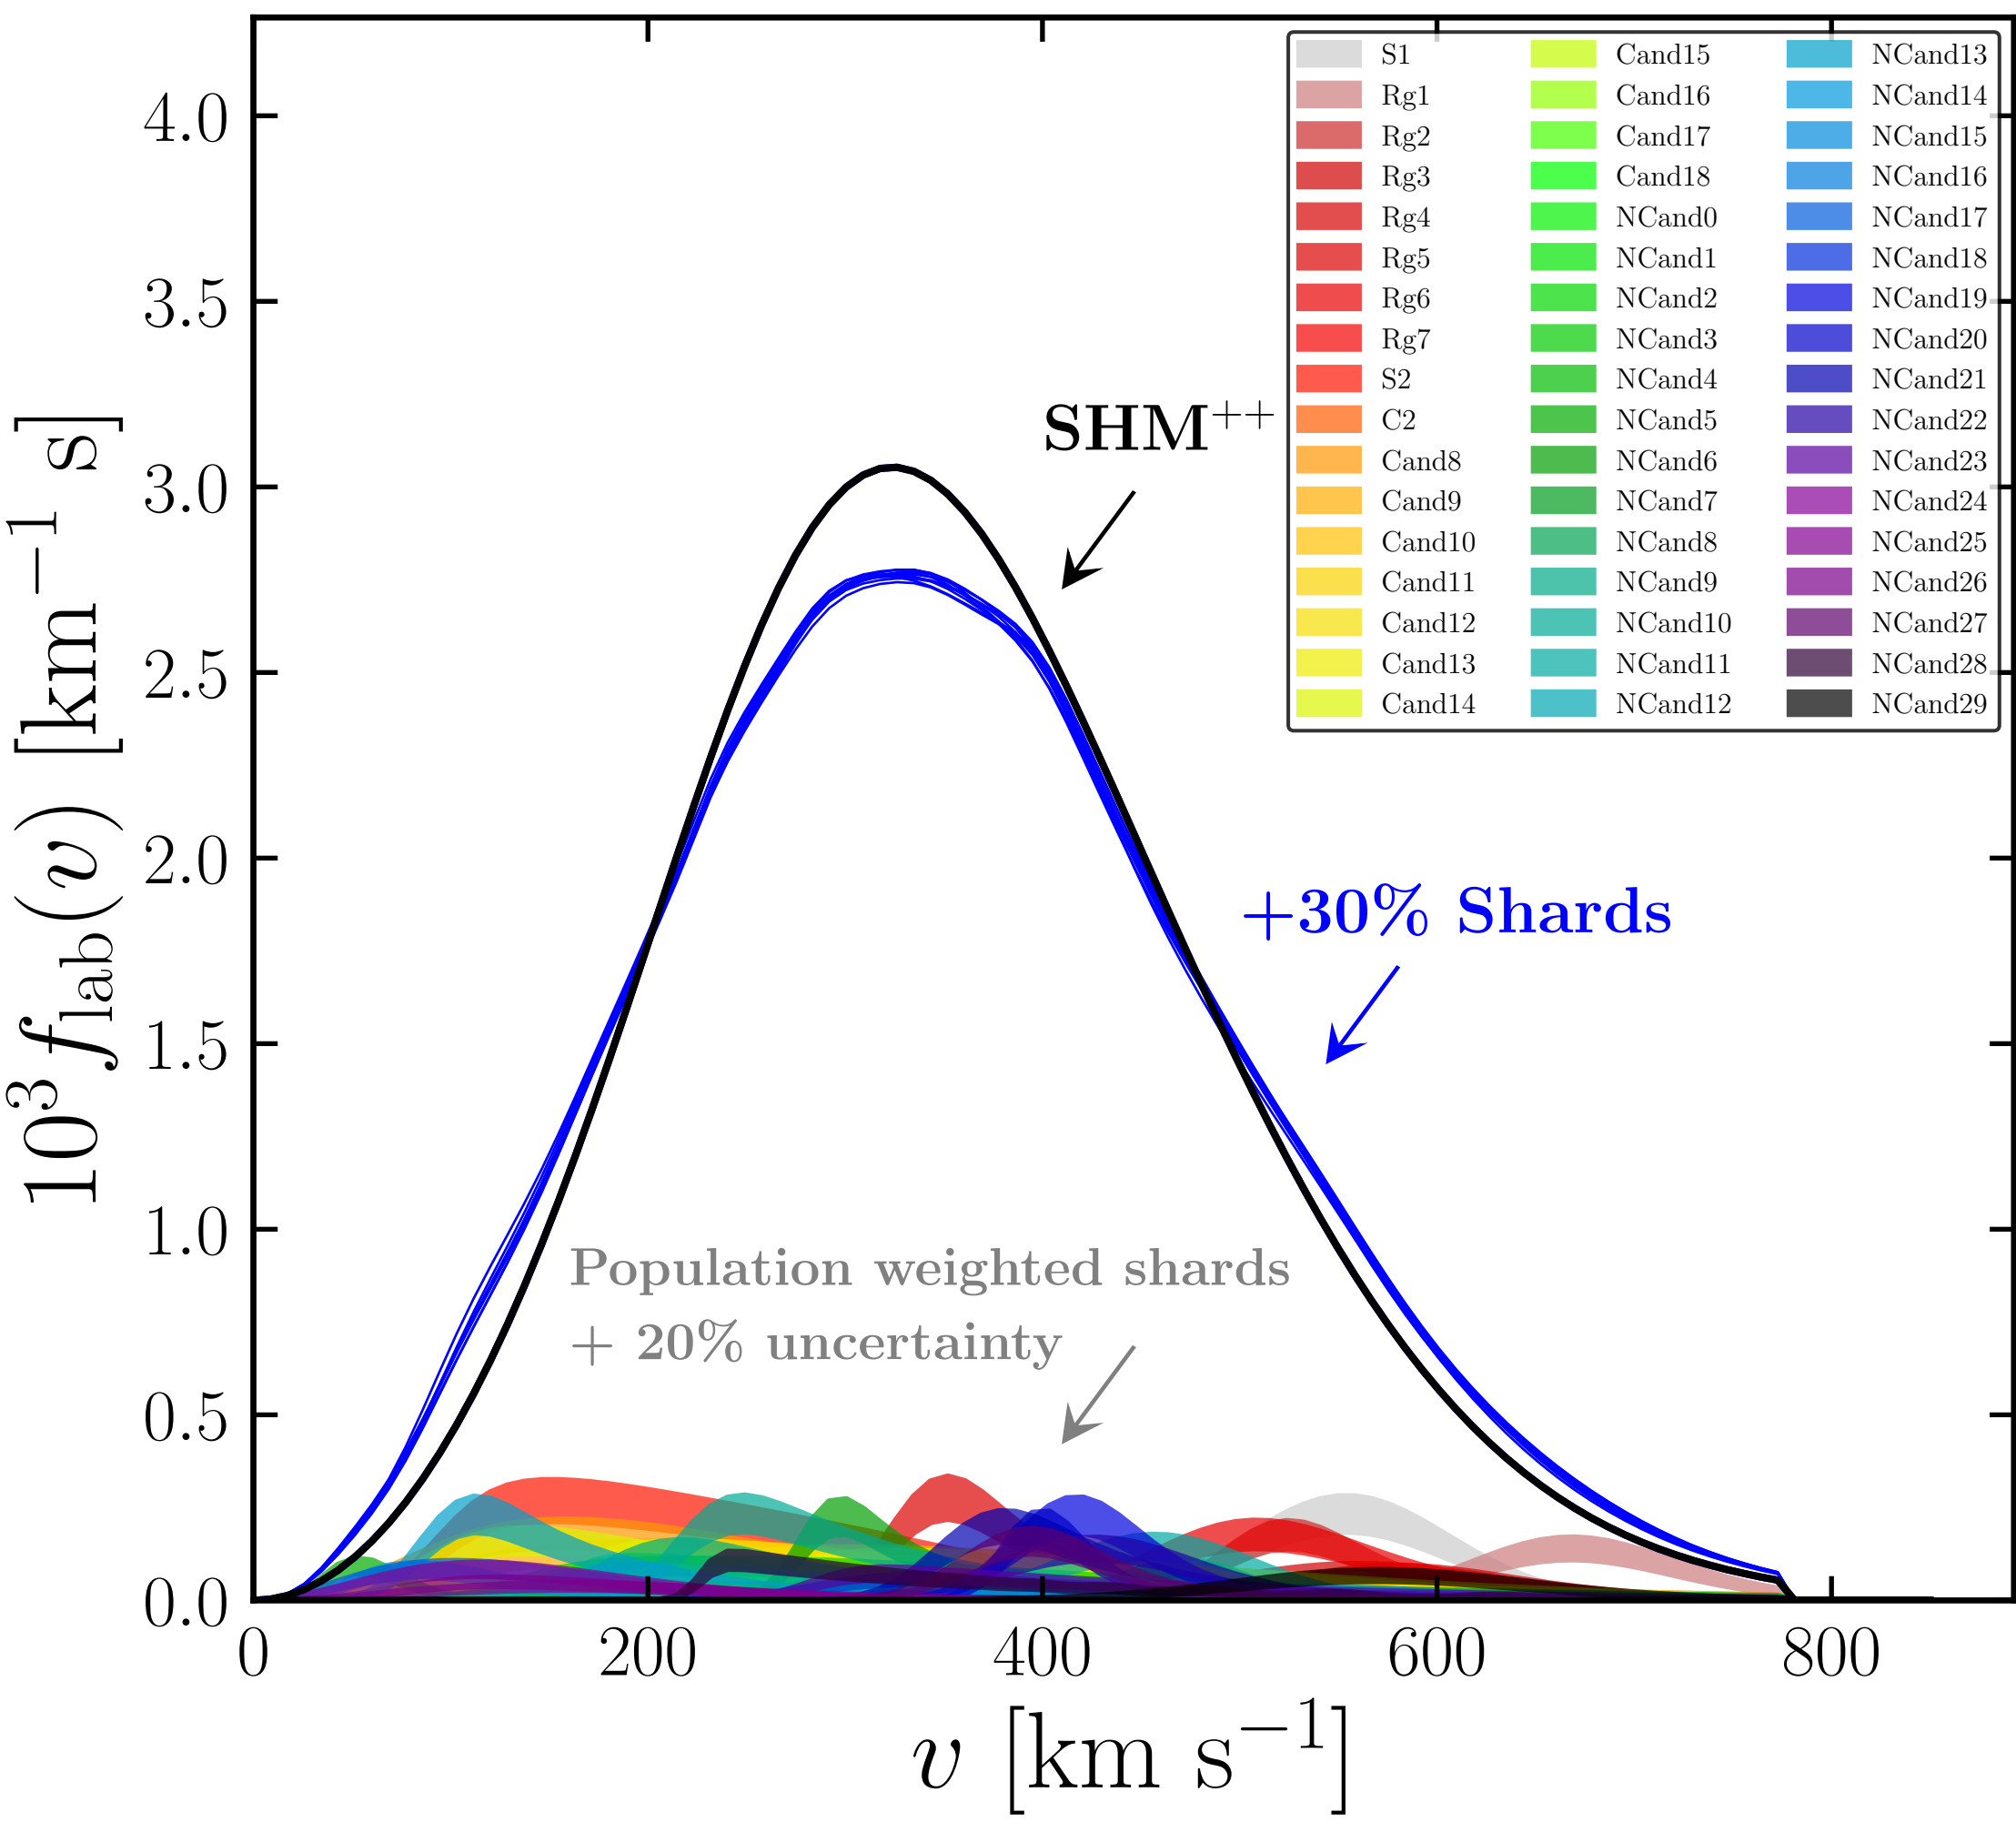 10³f_lab(v) [km⁻¹ s]
4.0
3.5
3.0
2.5
2.0
1.5
1.0
0.5
0.0
0
200
400
600
800
v [km s⁻¹]
SHM⁺⁺
+30% Shards
Population weighted shards
+ 20% uncertainty
S1
Rg1
Rg2
Rg3
Rg4
Rg5
Rg6
Rg7
S2
C2
Cand8
Cand9
Cand10
Cand11
Cand12
Cand13
Cand14
Cand15
Cand16
Cand17
Cand18
NCand0
NCand1
NCand2
NCand3
NCand4
NCand5
NCand6
NCand7
NCand8
NCand9
NCand10
NCand11
NCand12
NCand13
NCand14
NCand15
NCand16
NCand17
NCand18
NCand19
NCand20
NCand21
NCand22
NCand23
NCand24
NCand25
NCand26
NCand27
NCand28
NCand29